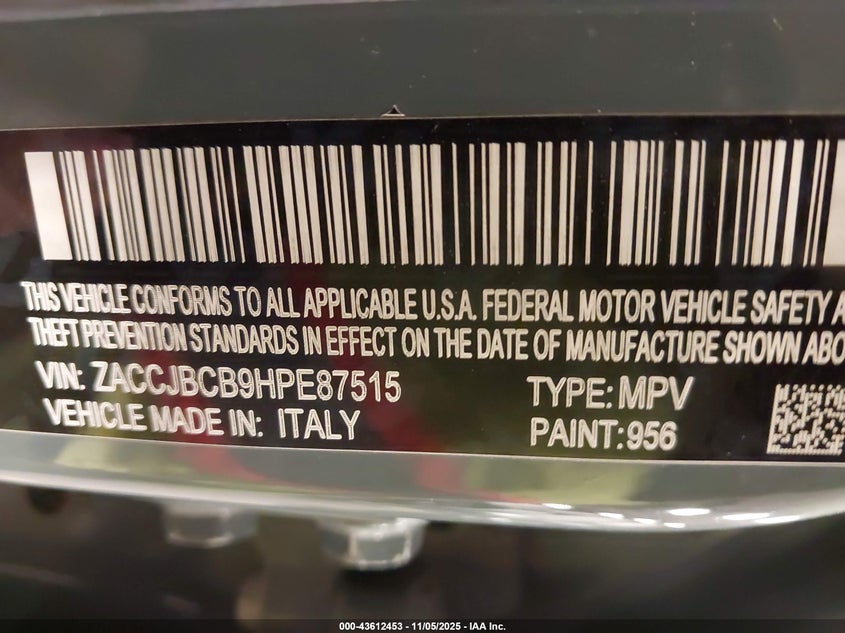 THIS VEHICLE CONFORMS TO ALL APPLICABLE U.S.A. FEDERAL MOTOR VEHICLE SAFETY A
THEFT PREVENTION STANDARDS IN EFFECT ON THE DATE OF MANUFACTURE SHOWN ABO
VIN: ZACCJBCB9HPE87515 TYPE: MPV
VEHICLE MADE IN: ITALY PAINT: 956
000-43612453 - 11/05/2025 - IAA Inc.